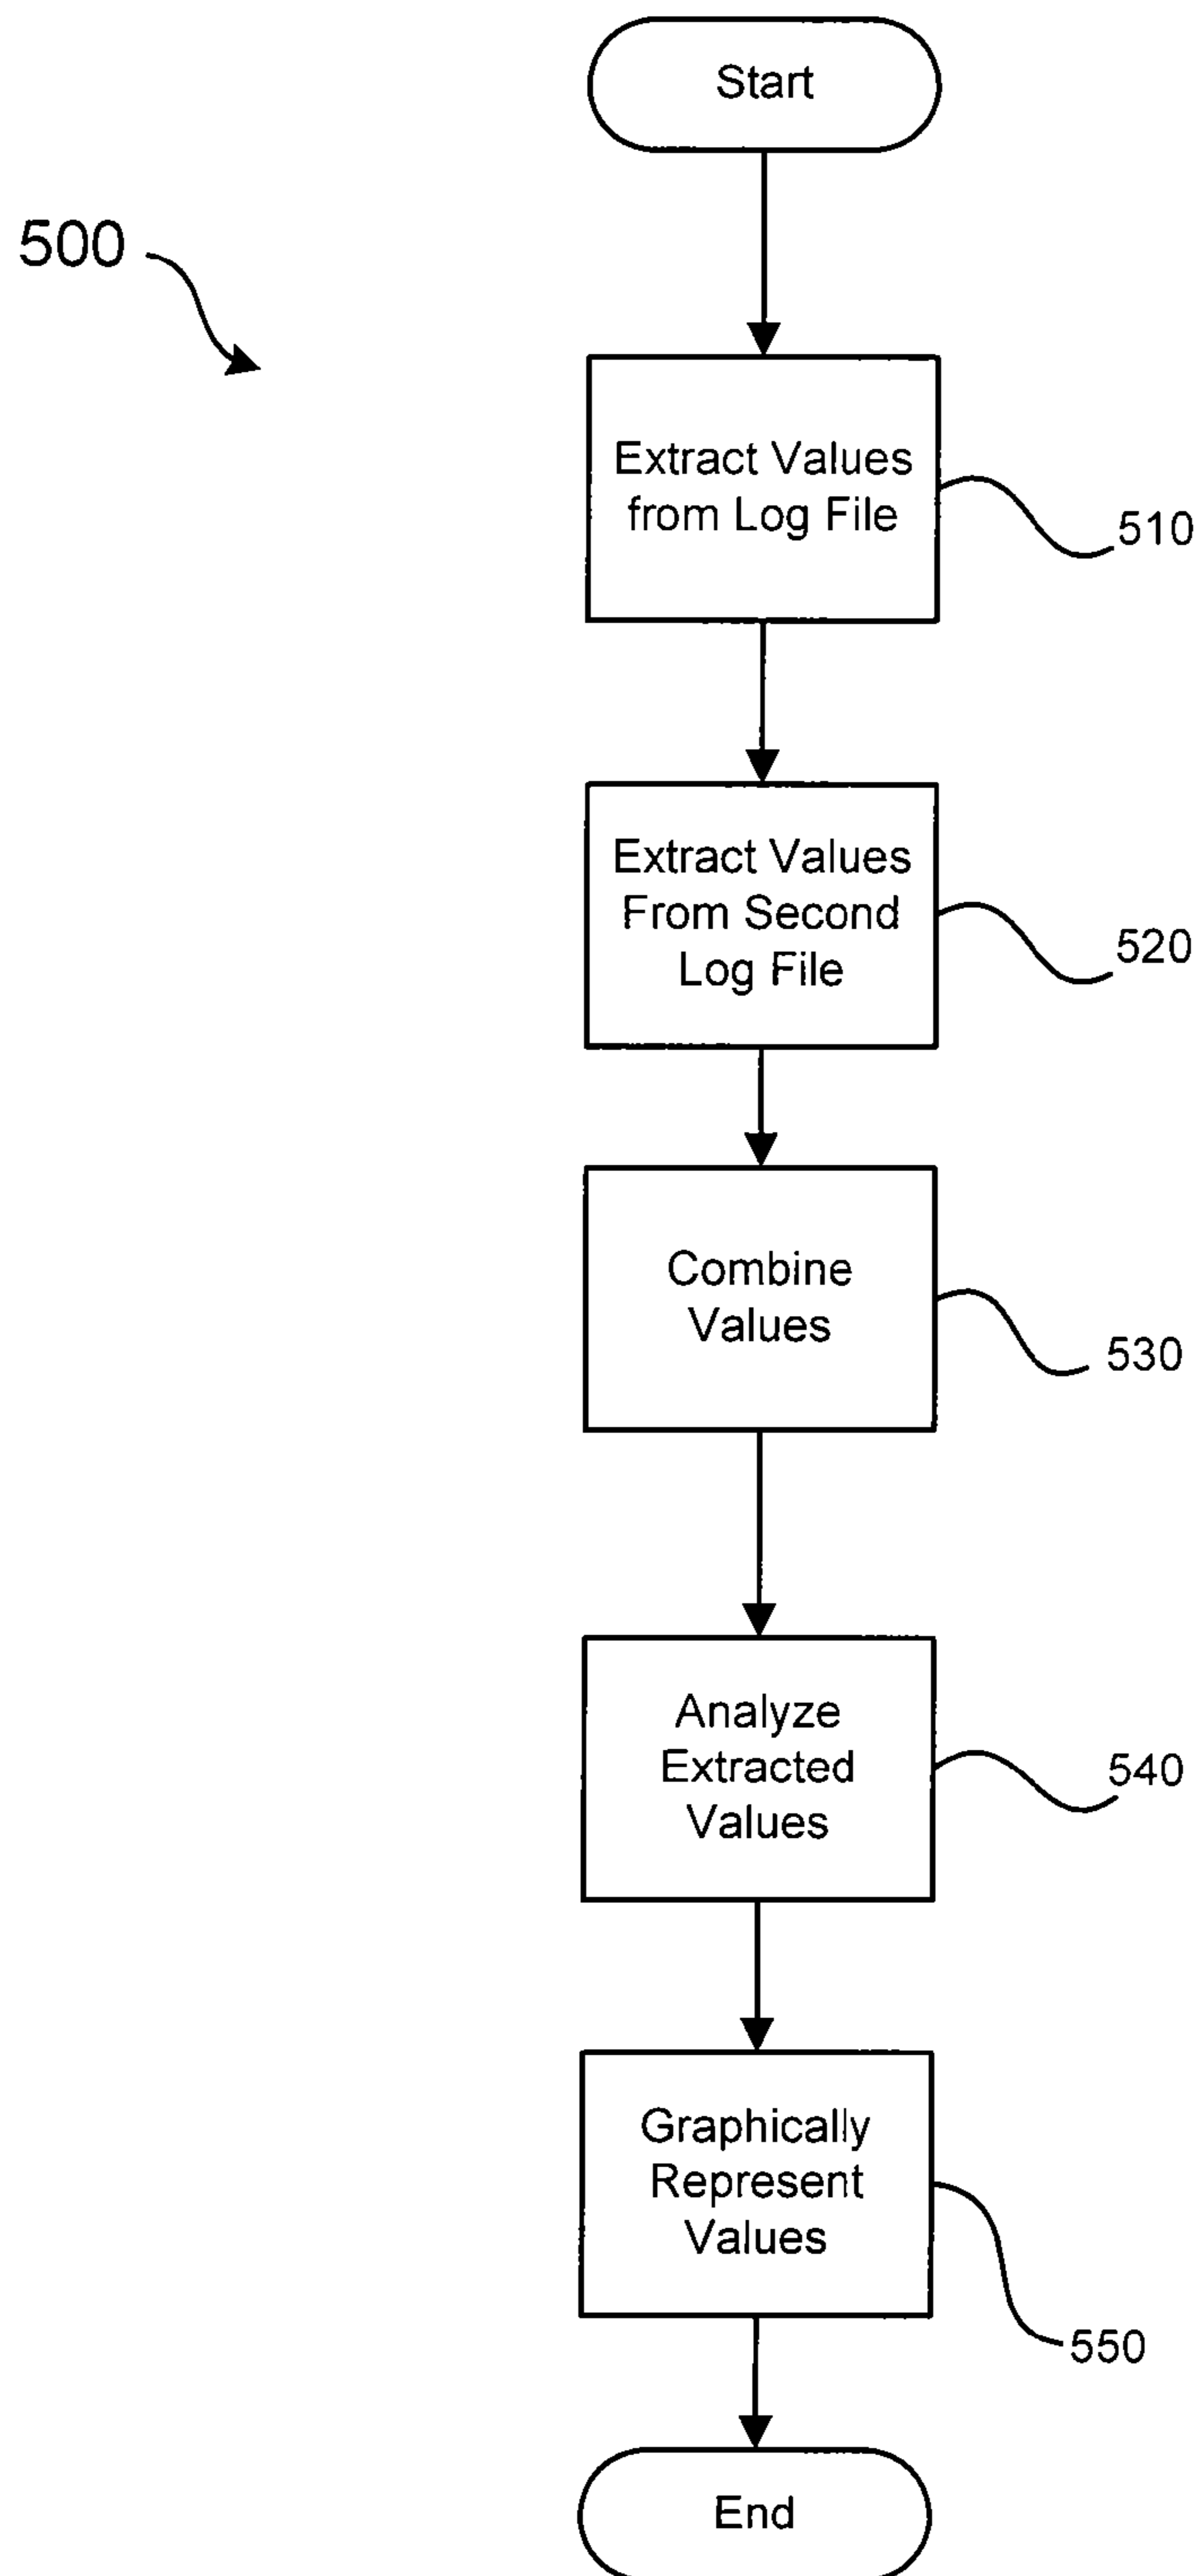 Start
500
Extract Values
from Log File
510
Extract Values
From Second
Log File
520
Combine
Values
530
Analyze
Extracted
Values
540
Graphically
Represent
Values
550
End